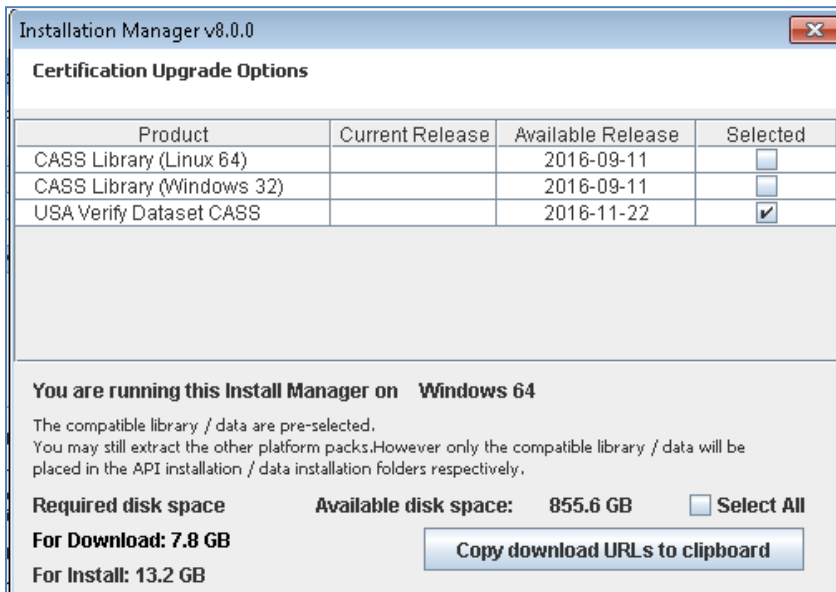 Installation Manager v8.0.0
Certification Upgrade Options
Product Current Release Available Release Selected
CASS Library (Linux 64) 2016-09-11
CASS Library (Windows 32) 2016-09-11
USA Verify Dataset CASS 2016-11-22
You are running this Install Manager on Windows 64
The compatible library / data are pre-selected.
You may still extract the other platform packs.However only the compatible library / data will be
placed in the API installation / data installation folders respectively.
Required disk space Available disk space: 855.6 GB Select All
For Download: 7.8 GB Copy download URLs to clipboard
For Install: 13.2 GB